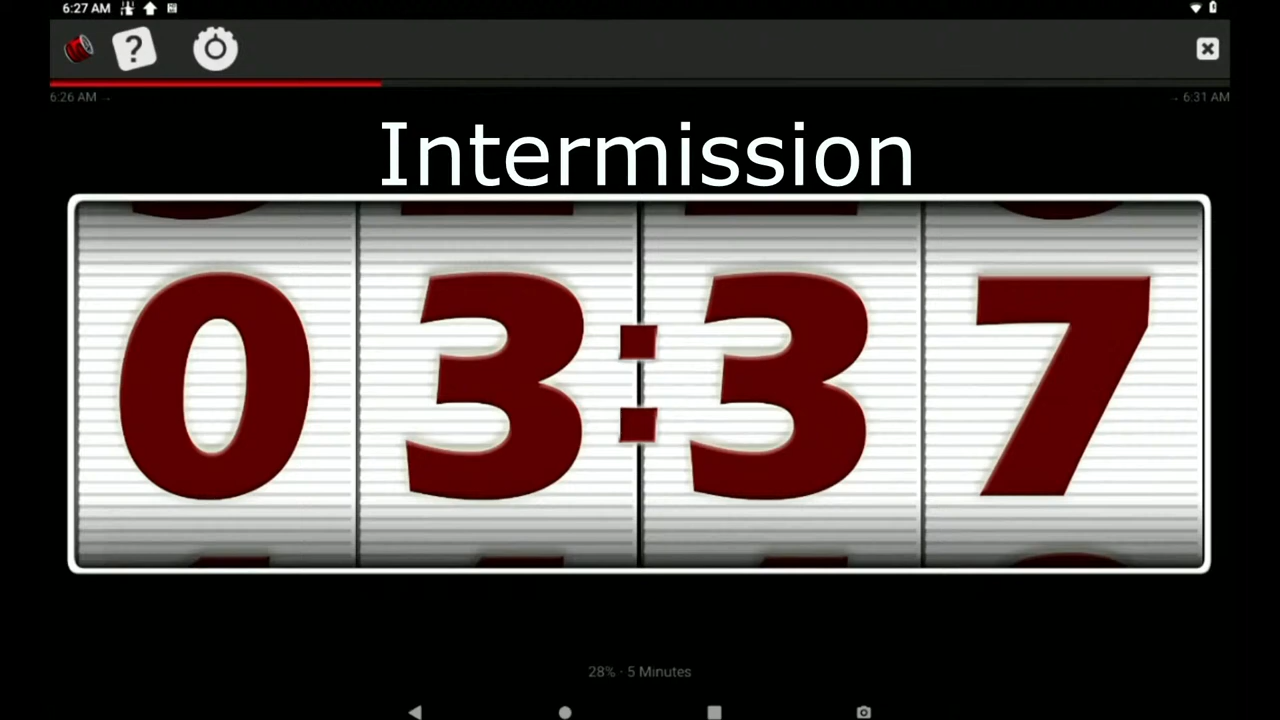 6:27 AM
?
6:26 AM →
→ 6:31 AM
Intermission
03:37
28% · 5 Minutes